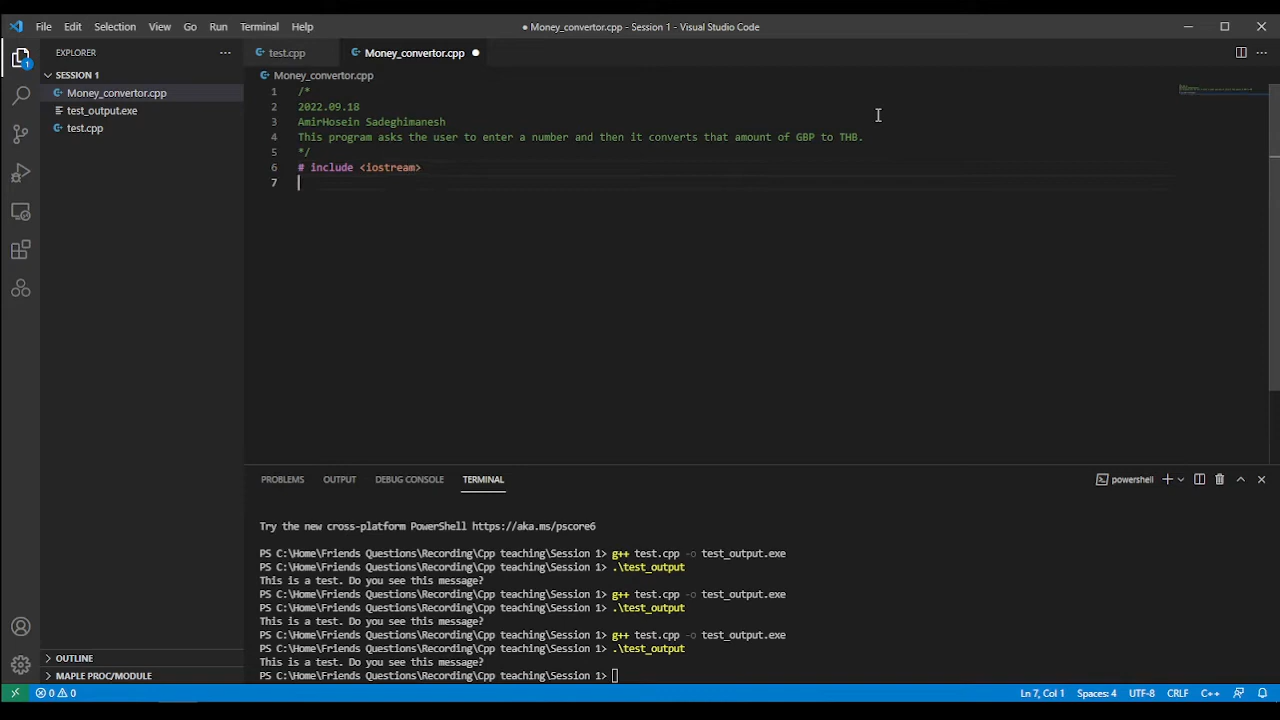 File Edit Selection View Go Run Terminal Help
● Money_convertor.cpp - Session 1 - Visual Studio Code
EXPLORER ...
test.cpp
Money_convertor.cpp ●
SESSION 1
Money_convertor.cpp
test_output.exe
test.cpp
Money_convertor.cpp
1 /*
2 2022.09.18
3 AmirHosein Sadeghimanesh
4 This program asks the user to enter a number and then it converts that amount of GBP to THB.
5 */
6 # include <iostream>
7
PROBLEMS OUTPUT DEBUG CONSOLE TERMINAL
powershell
Try the new cross-platform PowerShell https://aka.ms/pscore6
PS C:\Home\Friends Questions\Recording\Cpp teaching\Session 1> g++ test.cpp -o test_output.exe
PS C:\Home\Friends Questions\Recording\Cpp teaching\Session 1> .\test_output
This is a test. Do you see this message?
PS C:\Home\Friends Questions\Recording\Cpp teaching\Session 1> g++ test.cpp -o test_output.exe
PS C:\Home\Friends Questions\Recording\Cpp teaching\Session 1> .\test_output
This is a test. Do you see this message?
PS C:\Home\Friends Questions\Recording\Cpp teaching\Session 1> g++ test.cpp -o test_output.exe
PS C:\Home\Friends Questions\Recording\Cpp teaching\Session 1> .\test_output
This is a test. Do you see this message?
PS C:\Home\Friends Questions\Recording\Cpp teaching\Session 1>
OUTLINE
MAPLE PROC/MODULE
0 0
Ln 7, Col 1 Spaces: 4 UTF-8 CRLF C++